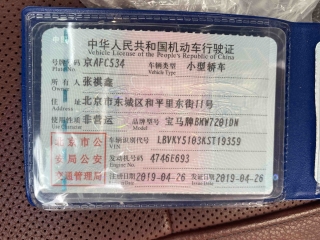 中华人民共和国机动车行驶证
Vehicle License of the People's Republic of China
号牌号码 京AFC534 车辆类型 小型轿车
Plate No. Vehicle Type
所有人 张祺鑫
Owner
住址 北京市东城区和平里东街11号
Address
使用性质 非营运 品牌型号 宝马牌BMW7201DN
Use Character Model
北京市公安局公安交通管理局
车辆识别代号 LBVKY5103KST19359
VIN
发动机号码 4746E693
Engine No.
注册日期 2019-04-26 发证日期 2019-04-26
Register Date Issue Date